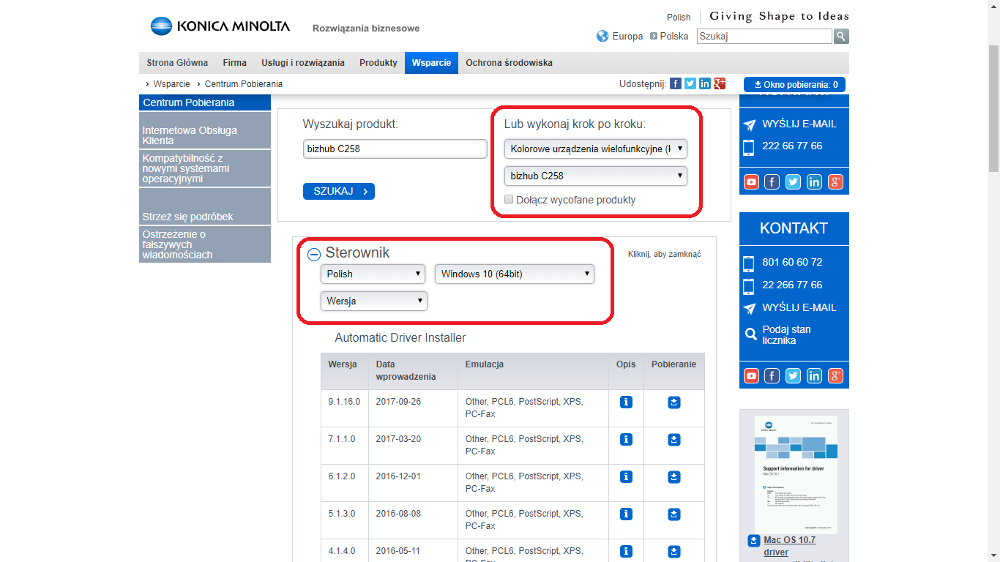 KONICA MINOLTA
Rozwiązania biznesowe
Polish
Giving Shape to Ideas
Europa
Polska
Szukaj
Strona Główna
Firma
Usługi i rozwiązania
Produkty
Wsparcie
Ochrona środowiska
Wsparcie
Centrum Pobierania
Udostępnij:
Okno pobierania: 0
Centrum Pobierania
Internetowa Obsługa
Klienta
Kompatybilność z
nowymi systemami
operacyjnymi
Strzeż się podróbek
Ostrzeżenie o
fałszywych
wiadomościach
Wyszukaj produkt:
bizhub C258
SZUKAJ
Lub wykonaj krok po kroku:
Kolorowe urządzenia wielofunkcyjne (k
bizhub C258
Dołącz wycofane produkty
Sterownik
Kliknij, aby zamknąć
Polish
Windows 10 (64bit)
Wersja
Automatic Driver Installer
Wersja
Data
wprowadzenia
Emulacja
Opis
Pobieranie
9.1.16.0
2017-09-26
Other, PCL6, PostScript, XPS,
PC-Fax
7.1.1.0
2017-03-20
Other, PCL6, PostScript, XPS,
PC-Fax
6.1.2.0
2016-12-01
Other, PCL6, PostScript, XPS,
PC-Fax
5.1.3.0
2016-08-08
Other, PCL6, PostScript, XPS,
PC-Fax
4.1.4.0
2016-05-11
Other, PCL6, PostScript, XPS,
WYŚLIJ E-MAIL
222 66 77 66
KONTAKT
801 60 60 72
22 266 77 66
WYŚLIJ E-MAIL
Podaj stan
licznika
Support information for driver
Mac OS 10.7
Mac OS 10.7
driver